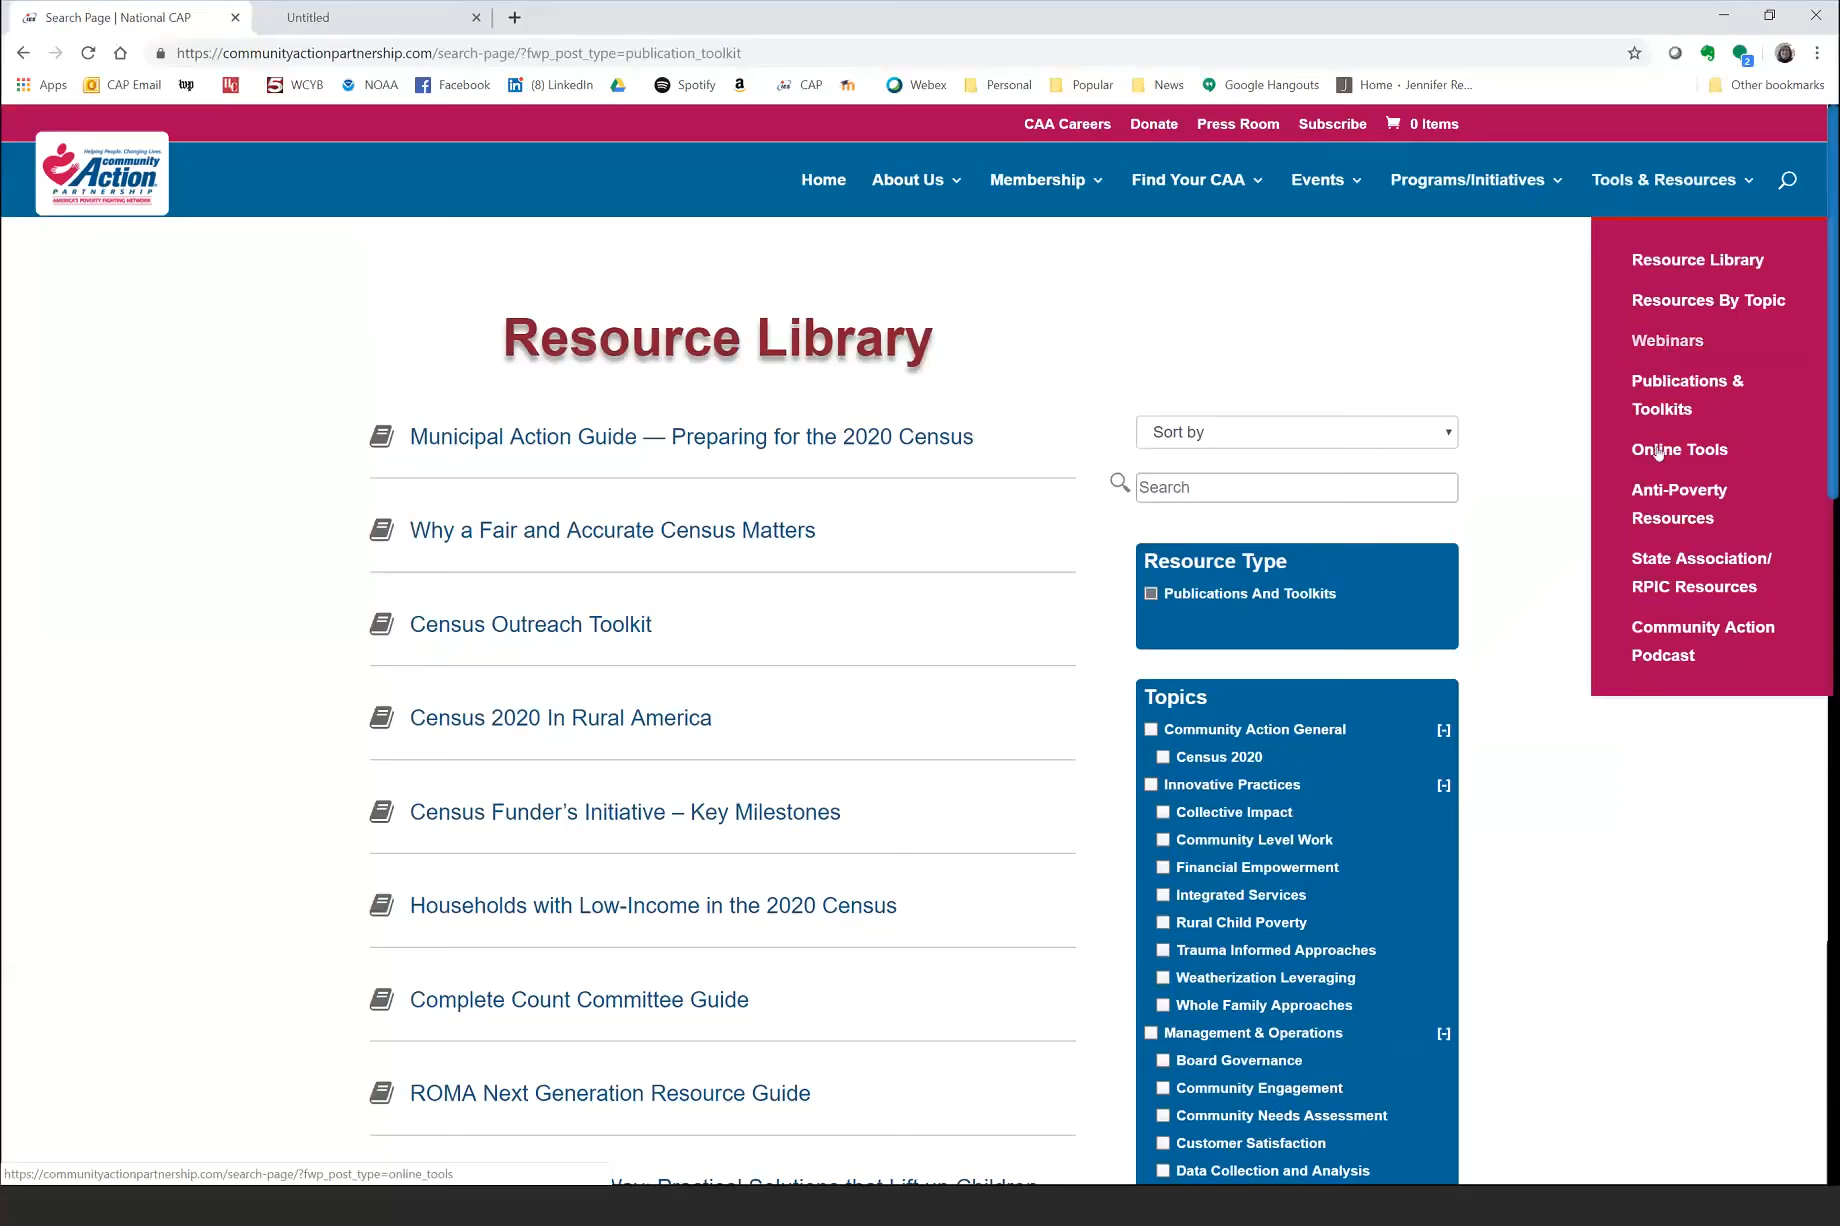 Search Page | National CAP
Untitled
https://communityactionpartnership.com/search-page/?fwp_post_type=publication_toolkit
Apps
CAP Email
wp
WCYB
NOAA
Facebook
(8) LinkedIn
Spotify
CAP
Webex
Personal
Popular
News
Google Hangouts
Home • Jennifer Re...
Other bookmarks
2
CAA Careers
Donate
Press Room
Subscribe
0 Items
Helping People. Changing Lives.
community
Action
PARTNERSHIP
AMERICA'S POVERTY FIGHTING NETWORK
Home
About Us
Membership
Find Your CAA
Events
Programs/Initiatives
Tools & Resources
Resource Library
Resources By Topic
Webinars
Publications &
Toolkits
Online Tools
Anti-Poverty
Resources
State Association/
RPIC Resources
Community Action
Podcast
Resource Library
Municipal Action Guide — Preparing for the 2020 Census
Why a Fair and Accurate Census Matters
Census Outreach Toolkit
Census 2020 In Rural America
Census Funder’s Initiative – Key Milestones
Households with Low-Income in the 2020 Census
Complete Count Committee Guide
ROMA Next Generation Resource Guide
Way: Practical Solutions that Lift up Children
Sort by
Search
Resource Type
Publications And Toolkits
Topics
Community Action General [-]
Census 2020
Innovative Practices [-]
Collective Impact
Community Level Work
Financial Empowerment
Integrated Services
Rural Child Poverty
Trauma Informed Approaches
Weatherization Leveraging
Whole Family Approaches
Management & Operations [-]
Board Governance
Community Engagement
Community Needs Assessment
Customer Satisfaction
Data Collection and Analysis
https://communityactionpartnership.com/search-page/?fwp_post_type=online_tools